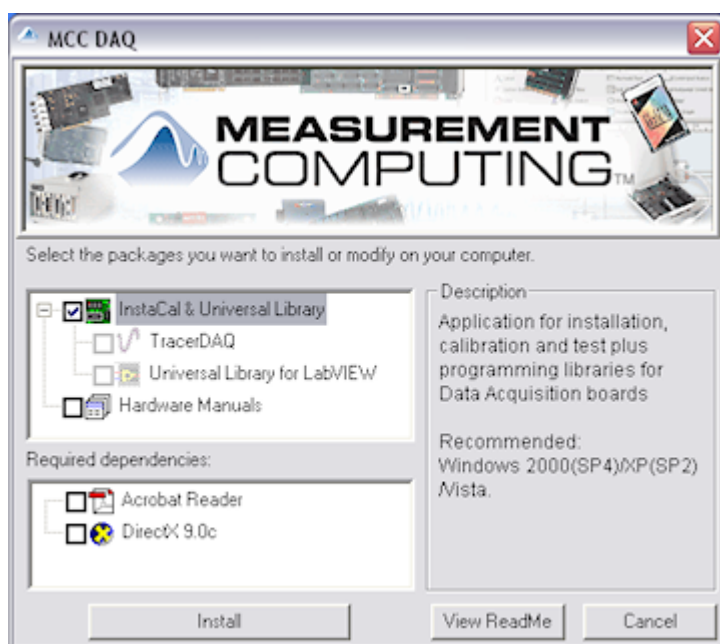 MCC DAQ
MEASUREMENT
COMPUTING™
Select the packages you want to install or modify on your computer.
InstaCal & Universal Library
TracerDAQ
Universal Library for LabVIEW
Hardware Manuals
Description
Application for installation,
calibration and test plus
programming libraries for
Data Acquisition boards
Recommended:
Windows 2000(SP4)/XP(SP2)
/Vista.
Required dependencies:
Acrobat Reader
DirectX 9.0c
Install
View ReadMe
Cancel